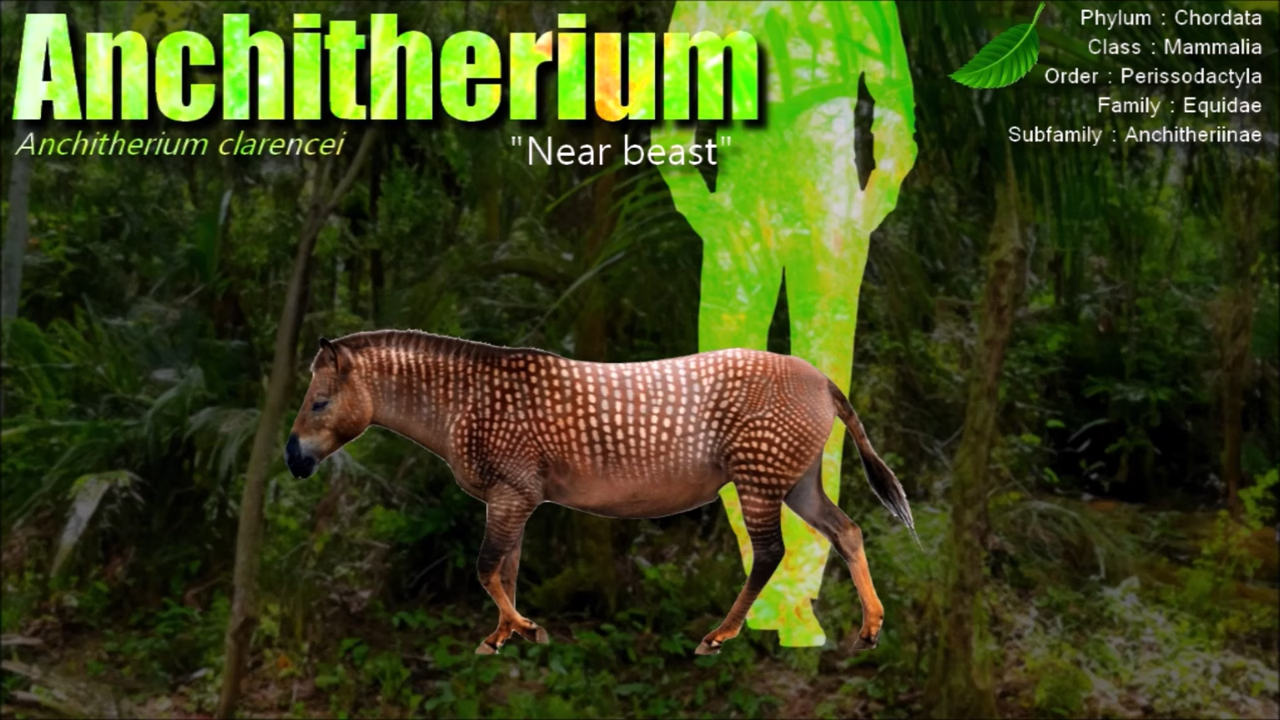 Anchitherium
Anchitherium clarencei
"Near beast"
Phylum : Chordata
Class : Mammalia
Order : Perissodactyla
Family : Equidae
Subfamily : Anchitheriinae